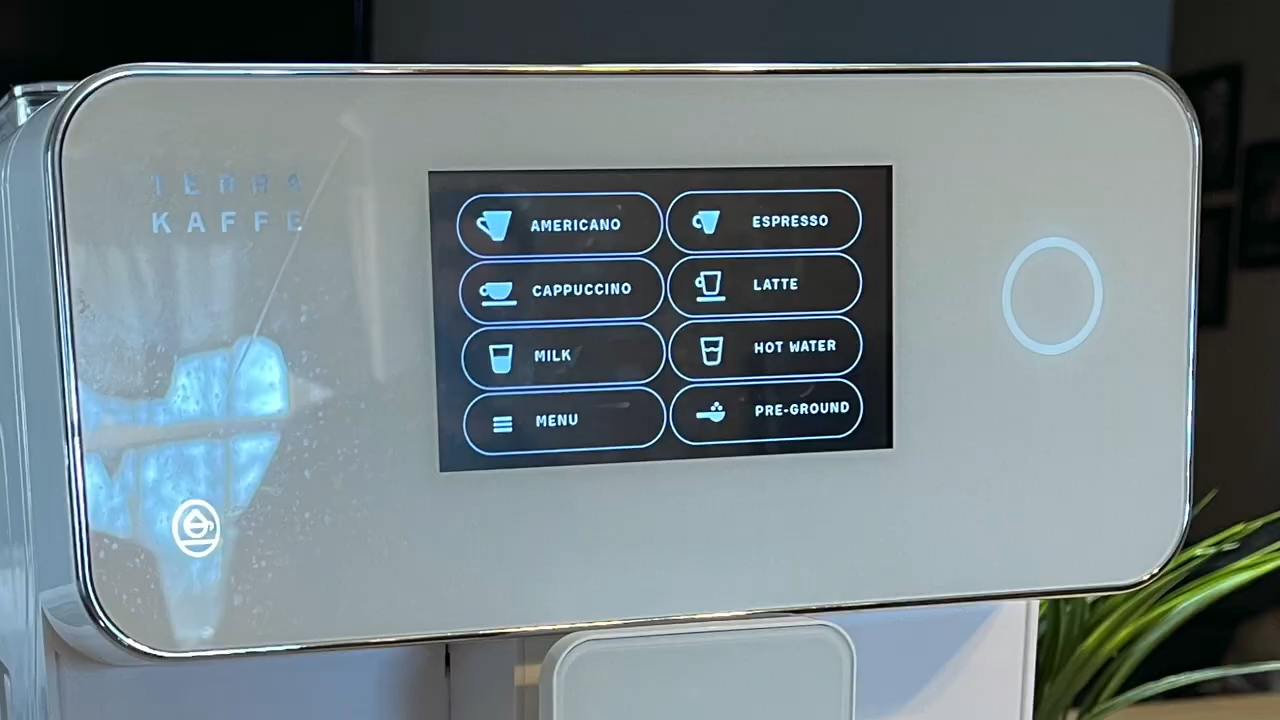 TERRA
KAFFE
AMERICANO
ESPRESSO
CAPPUCCINO
LATTE
MILK
HOT WATER
MENU
PRE-GROUND